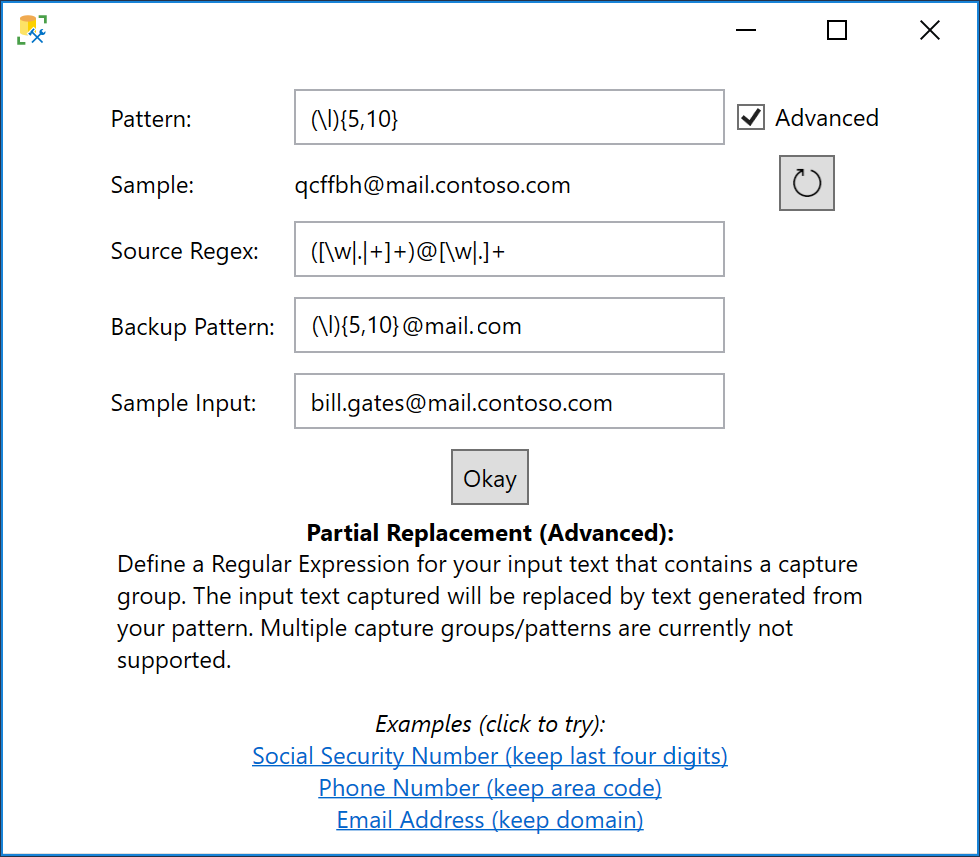 Pattern: (\l){5,10} Advanced
Sample: qcffbh@mail.contoso.com
Source Regex: ([\w|.|+]+)@[\w|.]+
Backup Pattern: (\l){5,10}@mail.com
Sample Input: bill.gates@mail.contoso.com
Okay
Partial Replacement (Advanced):
Define a Regular Expression for your input text that contains a capture
group. The input text captured will be replaced by text generated from
your pattern. Multiple capture groups/patterns are currently not
supported.
Examples (click to try):
Social Security Number (keep last four digits)
Phone Number (keep area code)
Email Address (keep domain)